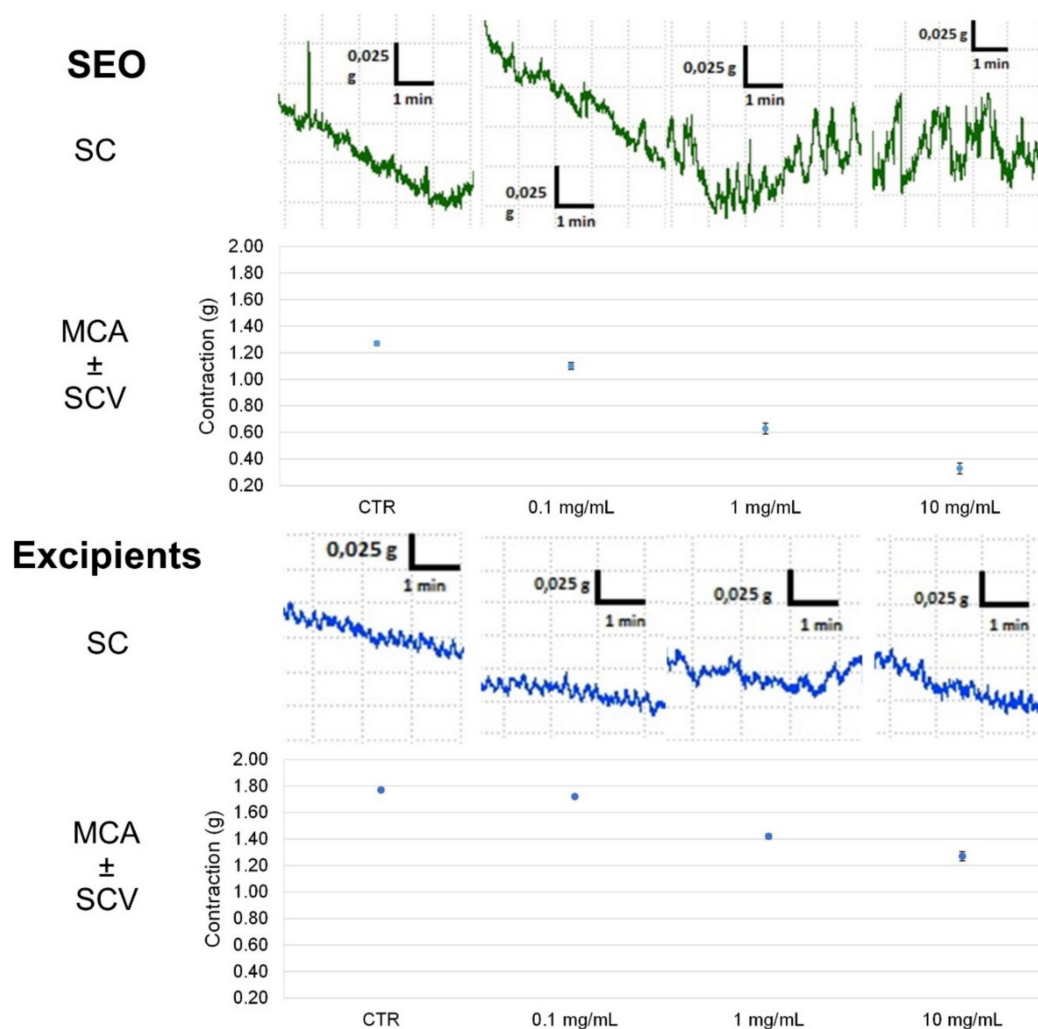 SEO
SC
0,025
g
1 min
0,025
g
1 min
0,025 g
1 min
0,025 g
1 min
MCA
±
SCV
Contraction (g)
2.00
1.80
1.60
1.40
1.20
1.00
0.80
0.60
0.40
0.20
CTR
0.1 mg/mL
1 mg/mL
10 mg/mL
Excipients
SC
0,025 g
1 min
0,025 g
1 min
0,025 g
1 min
0,025 g
1 min
MCA
±
SCV
Contraction (g)
2.00
1.80
1.60
1.40
1.20
1.00
0.80
0.60
0.40
0.20
CTR
0.1 mg/mL
1 mg/mL
10 mg/mL